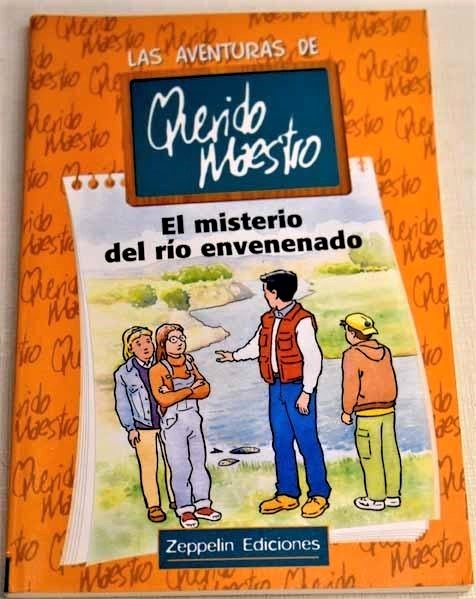 LAS AVENTURAS DE
Querido
Maestro
El misterio
del río envenenado
Zeppelin Ediciones